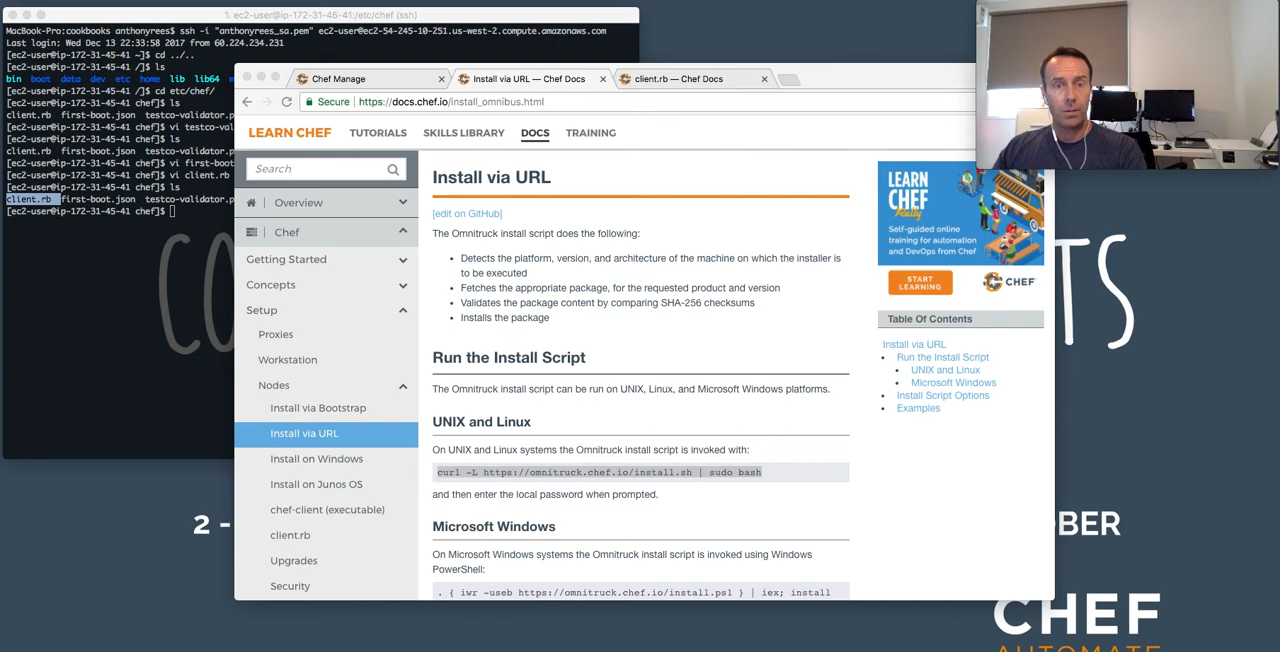 1. ec2-user@ip-172-31-45-41:/etc/chef (ssh)
MacBook-Pro:cookbooks anthonyrees$ ssh -i "anthonyrees_sa.pem" ec2-user@ec2-54-245-10-251.us-west-2.compute.amazonaws.com
Last login: Wed Dec 13 22:33:58 2017 from 60.224.234.231
[ec2-user@ip-172-31-45-41 ~]$ cd ../..
[ec2-user@ip-172-31-45-41 /]$ ls
bin boot data dev etc home lib lib64
[ec2-user@ip-172-31-45-41 /]$ cd etc/chef/
[ec2-user@ip-172-31-45-41 chef]$ ls
client.rb first-boot.json testco-validator.p
[ec2-user@ip-172-31-45-41 chef]$ vi testco-val
[ec2-user@ip-172-31-45-41 chef]$ ls
client.rb first-boot.json testco-validator.p
[ec2-user@ip-172-31-45-41 chef]$ vi first-boot
[ec2-user@ip-172-31-45-41 chef]$ vi client.rb
[ec2-user@ip-172-31-45-41 chef]$ ls
client.rb first-boot.json testco-validator.p
[ec2-user@ip-172-31-45-41 chef]$
Chef Manage
Install via URL — Chef Docs
client.rb — Chef Docs
Secure
https://docs.chef.io/install_omnibus.html
LEARN CHEF
TUTORIALS
SKILLS LIBRARY
DOCS
TRAINING
Search
Overview
Chef
Getting Started
Concepts
Setup
Proxies
Workstation
Nodes
Install via Bootstrap
Install via URL
Install on Windows
Install on Junos OS
chef-client (executable)
client.rb
Upgrades
Security
Install via URL
[edit on GitHub]
The Omnitruck install script does the following:
• Detects the platform, version, and architecture of the machine on which the installer is
to be executed
• Fetches the appropriate package, for the requested product and version
• Validates the package content by comparing SHA-256 checksums
• Installs the package
Run the Install Script
The Omnitruck install script can be run on UNIX, Linux, and Microsoft Windows platforms.
UNIX and Linux
On UNIX and Linux systems the Omnitruck install script is invoked with:
curl -L https://omnitruck.chef.io/install.sh | sudo bash
and then enter the local password when prompted.
Microsoft Windows
On Microsoft Windows systems the Omnitruck install script is invoked using Windows
PowerShell:
. { iwr -useb https://omnitruck.chef.io/install.ps1 } | iex; install
LEARN
CHEF
Rally
Self-guided online
training for automation
and DevOps from Chef
START
LEARNING
CHEF
Table Of Contents
Install via URL
• Run the Install Script
• UNIX and Linux
• Microsoft Windows
• Install Script Options
• Examples
CO
TS
2 -
OBER
CHEF
AUTOMATE